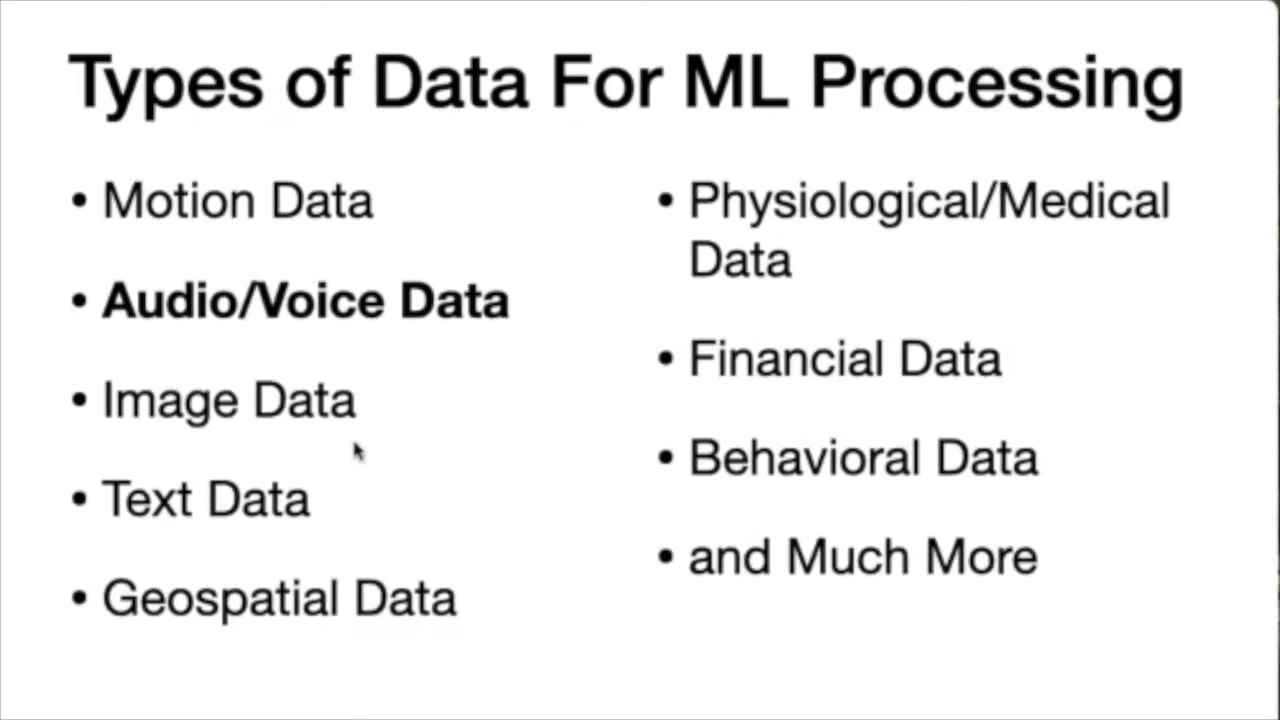 Types of Data For ML Processing
• Motion Data
• Audio/Voice Data
• Image Data
• Text Data
• Geospatial Data
• Physiological/Medical
Data
• Financial Data
• Behavioral Data
• and Much More